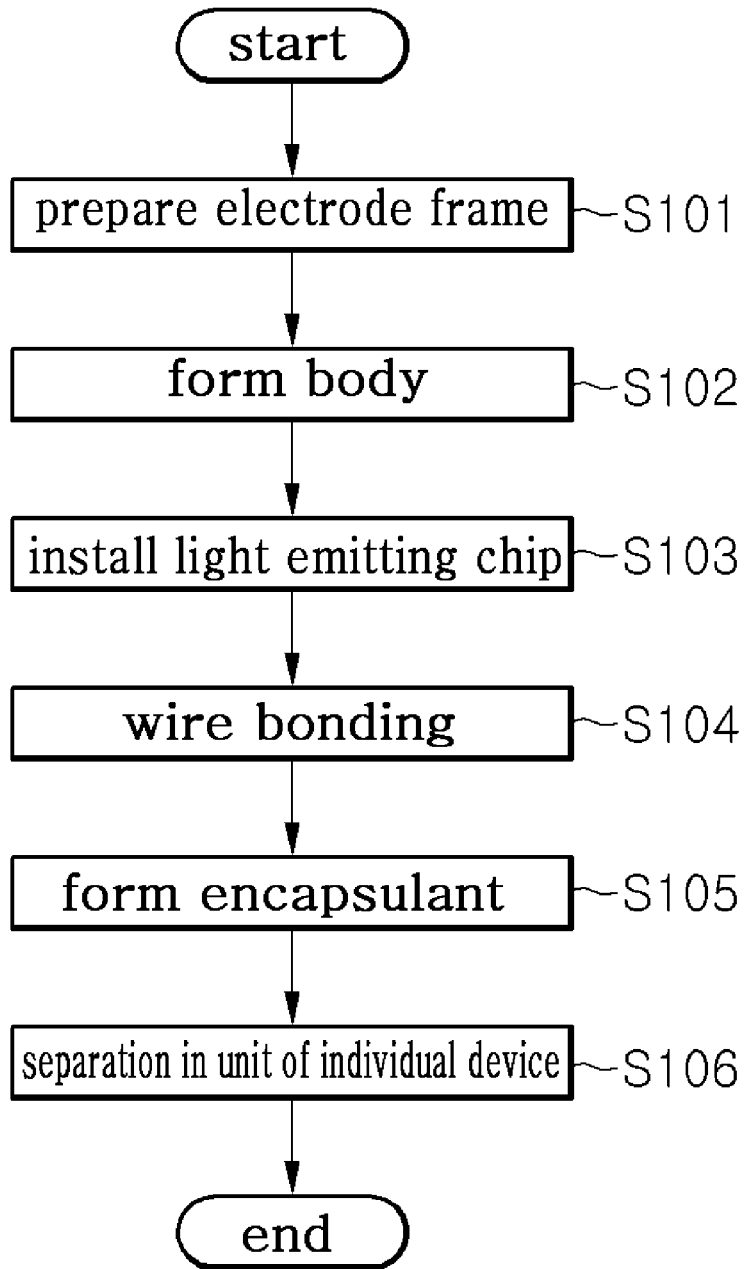 start
prepare electrode frame S101
form body S102
install light emitting chip S103
wire bonding S104
form encapsulant S105
separation in unit of individual device S106
end